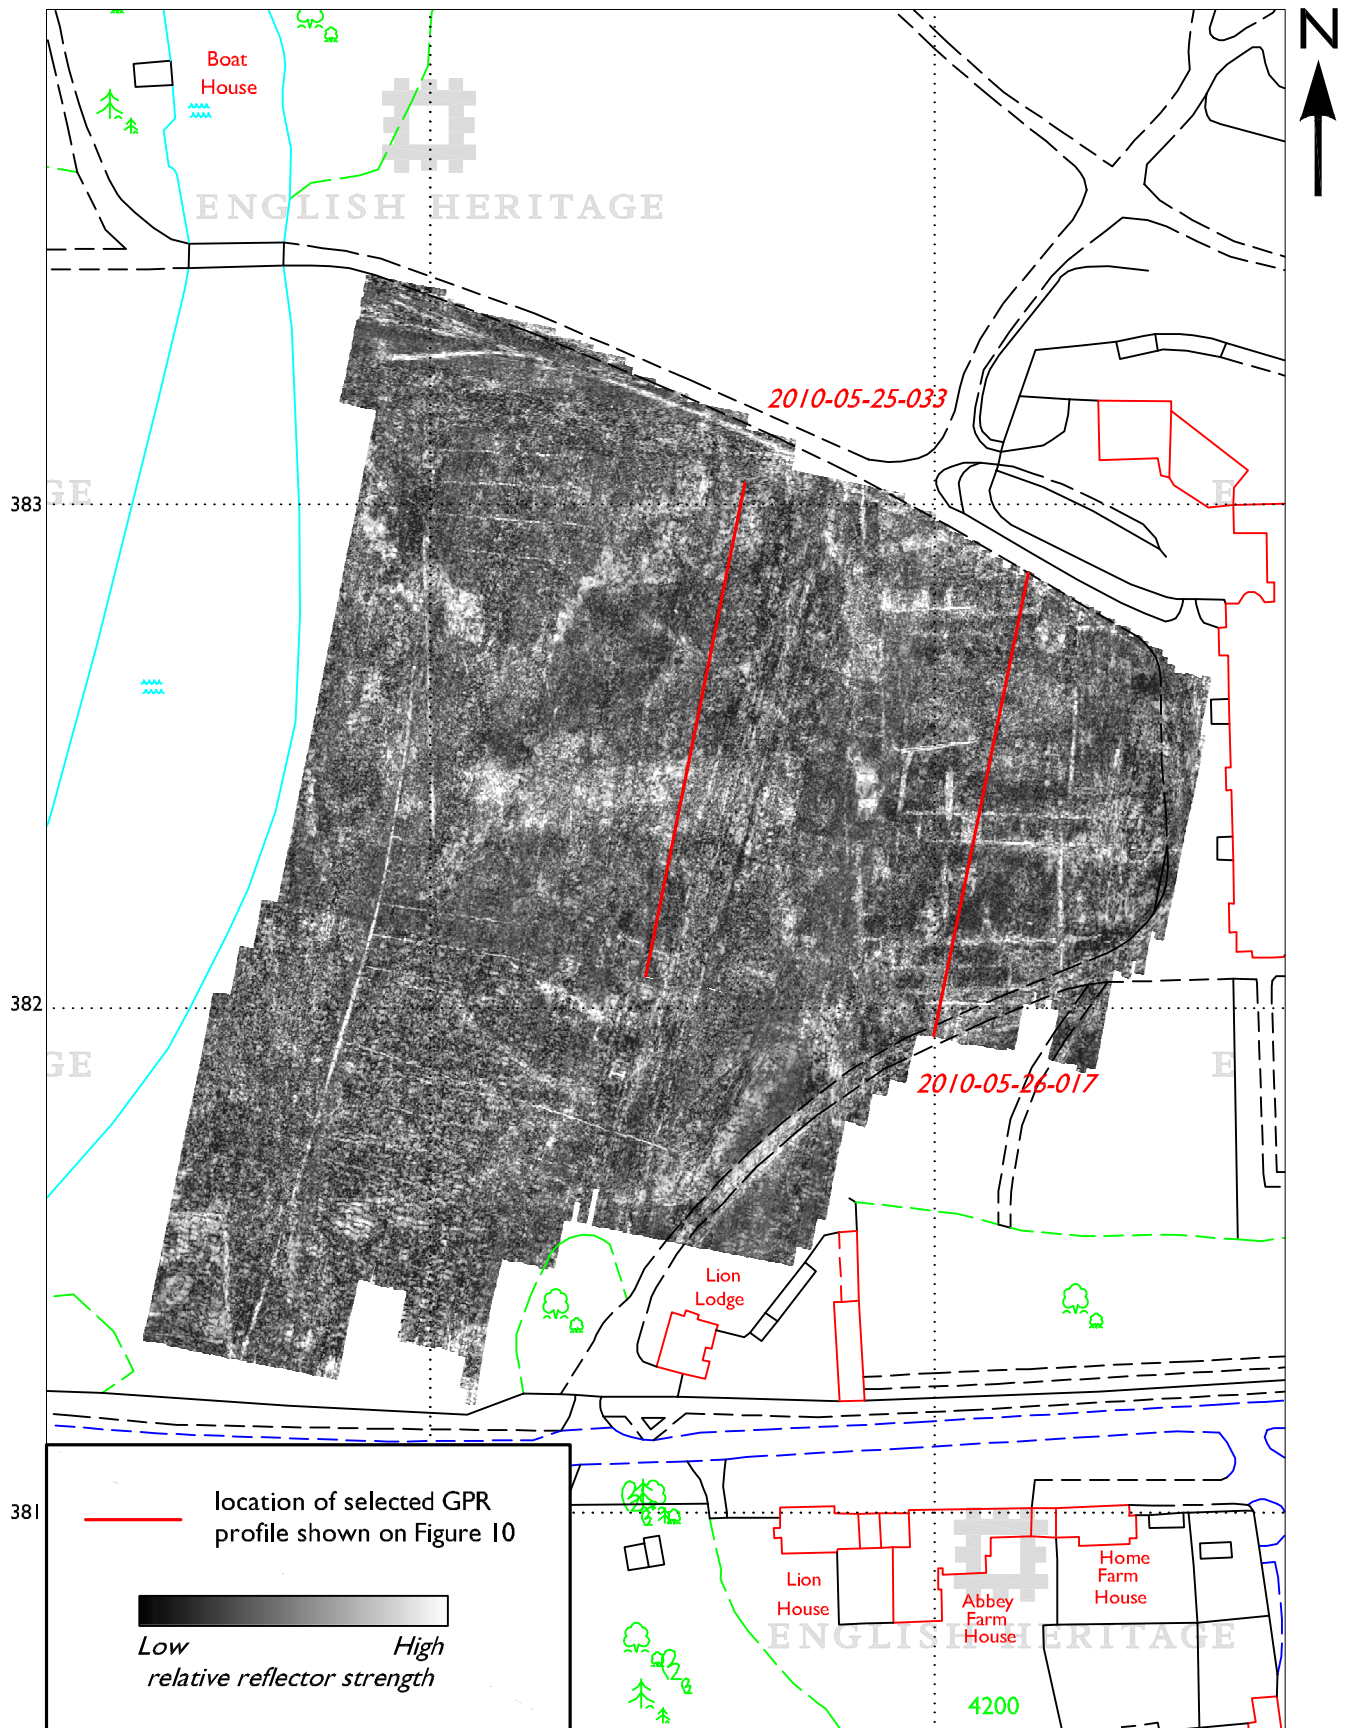 N
Boat
House
ENGLISH HERITAGE
2010-05-25-033
383
GE
E
382
GE
E
2010-05-26-017
Lion
Lodge
location of selected GPR
profile shown on Figure 10
381
Low High
relative reflector strength
Lion
House
Abbey
Farm
House
Home
Farm
House
ENGLISH HERITAGE
4200